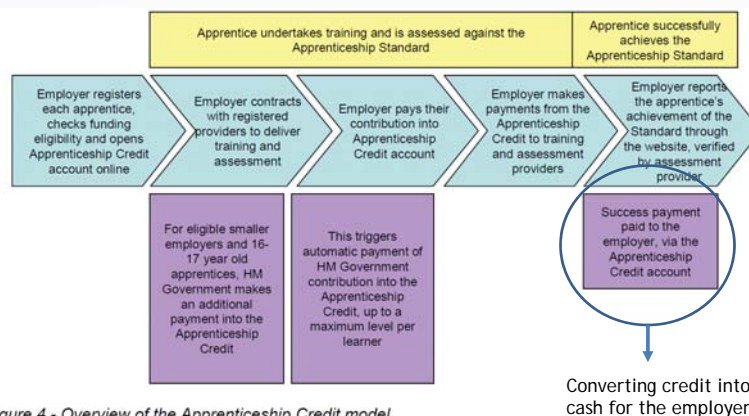 Apprentice undertakes training and is assessed against the
Apprenticeship Standard
Apprentice successfully
achieves the
Apprenticeship Standard
Employer registers
each apprentice,
checks funding
eligibility and opens
Apprenticeship Credit
account online
Employer contracts
with registered
providers to deliver
training and
assessment
Employer pays their
contribution into
Apprenticeship
Credit account
Employer makes
payments from the
Apprenticeship
Credit to training
and assessment
providers
Employer reports
the apprentice's
achievement of the
Standard through
the website, verified
by assessment
provider
For eligible smaller
employers and 16-
17 year old
apprentices, HM
Government makes
an additional
payment into the
Apprenticeship
Credit
This triggers
automatic payment of
HM Government
contribution into the
Apprenticeship
Credit, up to a
maximum level per
learner
Success payment
paid to the
employer, via the
Apprenticeship
Credit account
Converting credit into
cash for the employer
gure 4 - Overview of the Apprenticeship Credit model